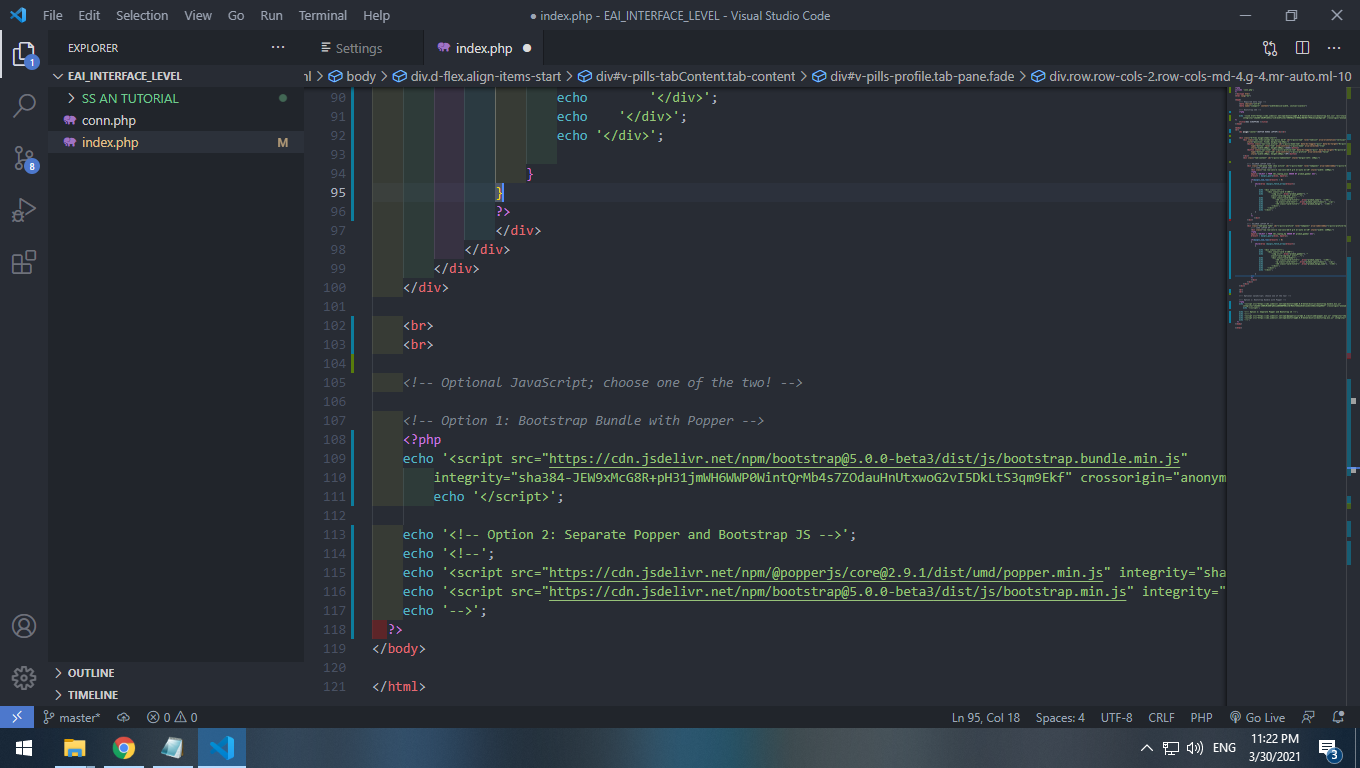 File Edit Selection View Go Run Terminal Help
● index.php - EAI_INTERFACE_LEVEL - Visual Studio Code
EXPLORER ···
Settings
index.php ●
EAI_INTERFACE_LEVEL
nl > body > div.d-flex.align-items-start > div#v-pills-tabContent.tab-content > div#v-pills-profile.tab-pane.fade > div.row.row-cols-2.row-cols-md-4.g-4.mr-auto.ml-10
SS AN TUTORIAL
conn.php
index.php M
90 echo '</div>';
91 echo '</div>';
92 echo '</div>';
93
94 }
95 }
96 ?>
97 </div>
98 </div>
99 </div>
100 </div>
101
102 <br>
103 <br>
104
105 <!-- Optional JavaScript; choose one of the two! -->
106
107 <!-- Option 1: Bootstrap Bundle with Popper -->
108 <?php
109 echo '<script src="https://cdn.jsdelivr.net/npm/bootstrap@5.0.0-beta3/dist/js/bootstrap.bundle.min.js"
110 integrity="sha384-JEW9xMcG8R+pH31jmWH6WWP0WintQrMb4s7ZOdauHnUtxwoG2vI5DkLtS3qm9Ekf" crossorigin="anonym
111 echo '</script>';
112
113 echo '<!-- Option 2: Separate Popper and Bootstrap JS -->';
114 echo '<!--';
115 echo '<script src="https://cdn.jsdelivr.net/npm/@popperjs/core@2.9.1/dist/umd/popper.min.js" integrity="sha
116 echo '<script src="https://cdn.jsdelivr.net/npm/bootstrap@5.0.0-beta3/dist/js/bootstrap.min.js" integrity="
117 echo '-->';
118 ?>
119 </body>
120
121 </html>
1
8
OUTLINE
TIMELINE
master* 0 0
Ln 95, Col 18 Spaces: 4 UTF-8 CRLF PHP Go Live
ENG
11:22 PM
3/30/2021
3